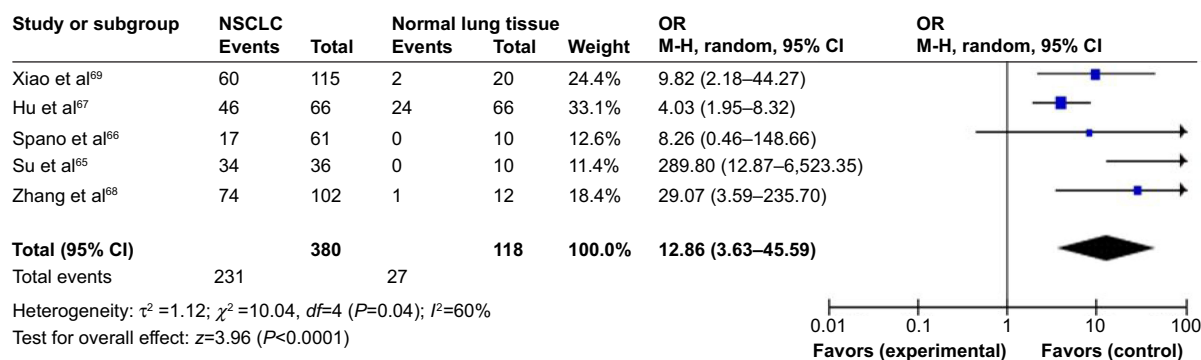 Study or subgroup NSCLC Normal lung tissue OR OR
Events Total Events Total Weight M-H, random, 95% CI M-H, random, 95% CI
Xiao et al⁶⁹ 60 115 2 20 24.4% 9.82 (2.18–44.27)
Hu et al⁶⁷ 46 66 24 66 33.1% 4.03 (1.95–8.32)
Spano et al⁶⁶ 17 61 0 10 12.6% 8.26 (0.46–148.66)
Su et al⁶⁵ 34 36 0 10 11.4% 289.80 (12.87–6,523.35)
Zhang et al⁶⁸ 74 102 1 12 18.4% 29.07 (3.59–235.70)
Total (95% CI) 380 118 100.0% 12.86 (3.63–45.59)
Total events 231 27
Heterogeneity: τ² =1.12; χ² =10.04, df=4 (P=0.04); I²=60%
Test for overall effect: z=3.96 (P<0.0001)
0.01 0.1 1 10 100
Favors (experimental) Favors (control)